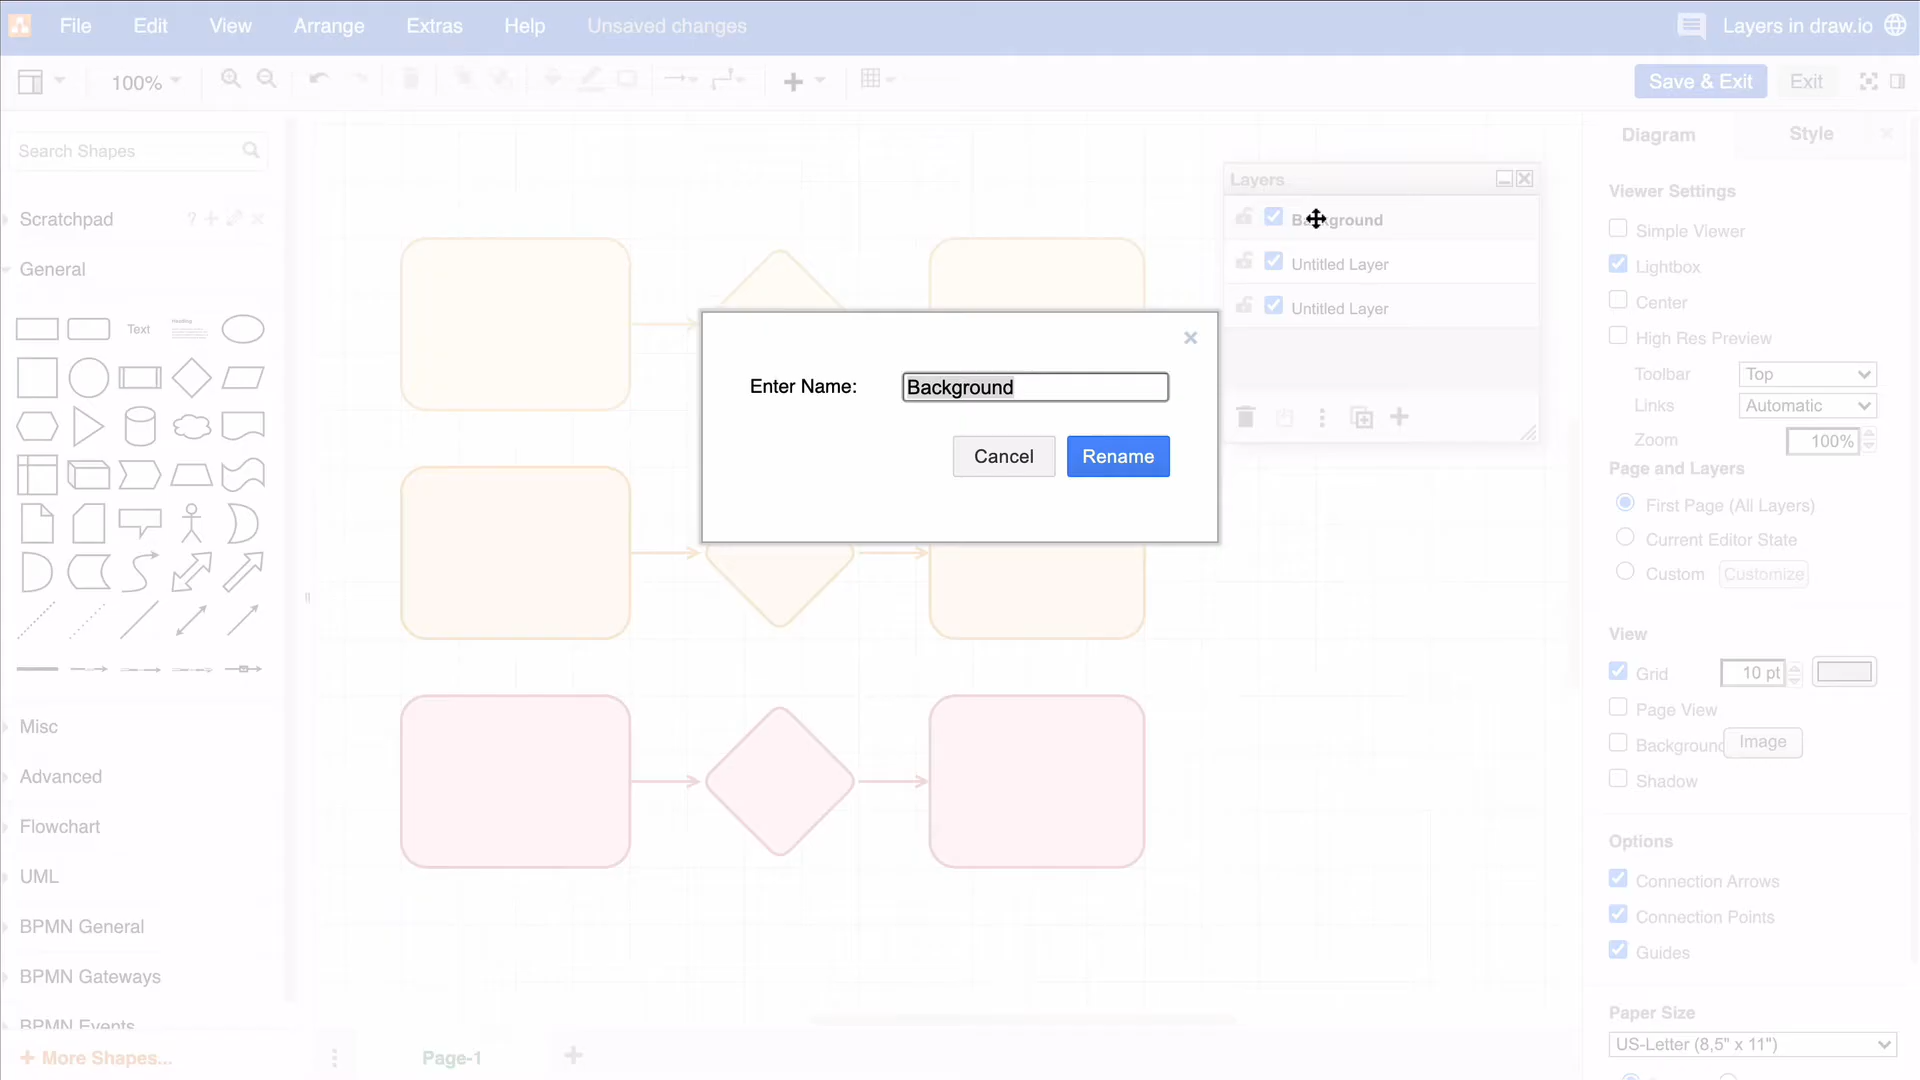 File Edit View Arrange Extras Help Unsaved changes Layers in draw.io
100% Save & Exit Exit
Search Shapes
Scratchpad ?
General
Text
Heading
Misc
Advanced
Flowchart
UML
BPMN General
BPMN Gateways
BPMN Events
+ More Shapes...
Page-1
Layers
Background
Untitled Layer
Untitled Layer
Enter Name: Background
Cancel Rename
Diagram Style
Viewer Settings
Simple Viewer
Lightbox
Center
High Res Preview
Toolbar Top
Links Automatic
Zoom 100%
Page and Layers
First Page (All Layers)
Current Editor State
Custom Customize
View
Grid 10 pt
Page View
Background Image
Shadow
Options
Connection Arrows
Connection Points
Guides
Paper Size
US-Letter (8,5" x 11")